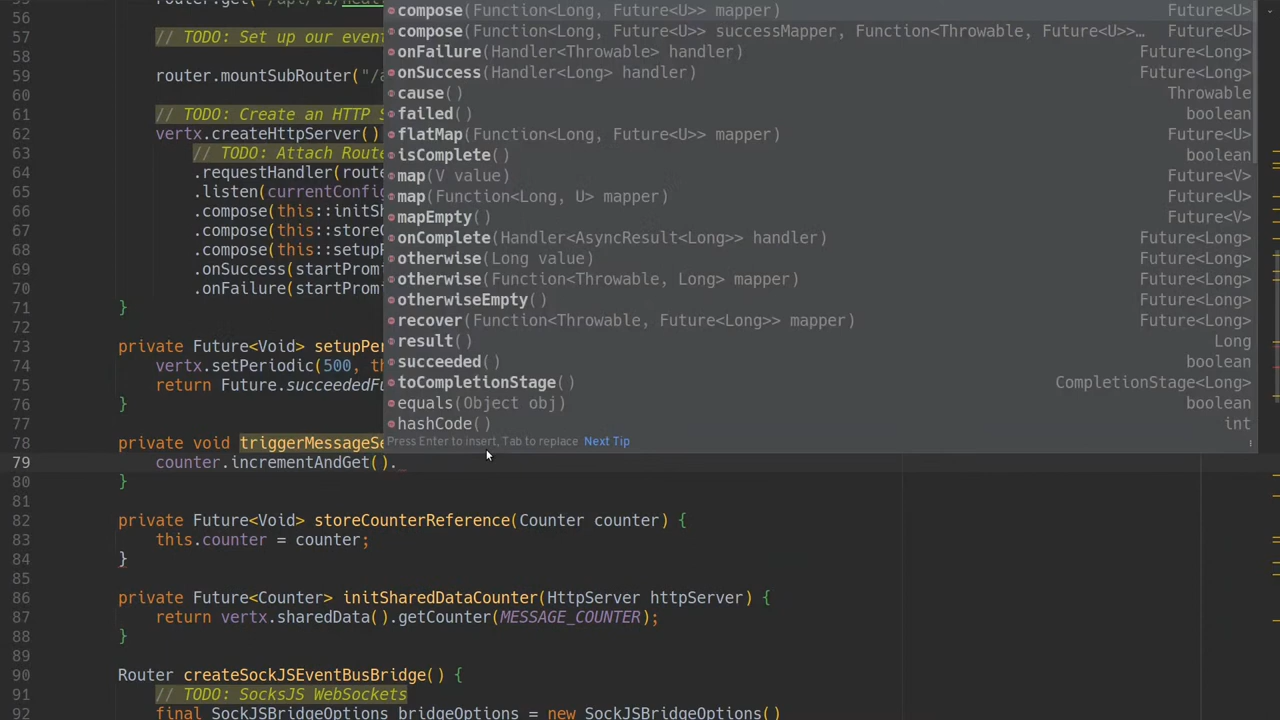 55 router.get("/api/v1/
compose(Function<Long, Future<U>> mapper) Future<U>
compose(Function<Long, Future<U>> successMapper, Function<Throwable, Future<U>>… Future<U>
onFailure(Handler<Throwable> handler) Future<Long>
onSuccess(Handler<Long> handler) Future<Long>
cause() Throwable
failed() boolean
flatMap(Function<Long, Future<U>> mapper) Future<U>
isComplete() boolean
map(V value) Future<V>
map(Function<Long, U> mapper) Future<U>
mapEmpty() Future<V>
onComplete(Handler<AsyncResult<Long>> handler) Future<Long>
otherwise(Long value) Future<Long>
otherwise(Function<Throwable, Long> mapper) Future<Long>
otherwiseEmpty() Future<Long>
recover(Function<Throwable, Future<Long>> mapper) Future<Long>
result() Long
succeeded() boolean
toCompletionStage() CompletionStage<Long>
equals(Object obj) boolean
hashCode() int
Press Enter to insert, Tab to replace Next Tip
56
57 // TODO: Set up our even
58
59 router.mountSubRouter("/a
60
61 // TODO: Create an HTTP S
62 vertx.createHttpServer()
63 // TODO: Attach Route
64 .requestHandler(route
65 .listen(currentConfig
66 .compose(this::initSh
67 .compose(this::store
68 .compose(this::setupP
69 .onSuccess(startProm
70 .onFailure(startProm
71 }
72
73 private Future<Void> setupPe
74 vertx.setPeriodic(500, th
75 return Future.succeededFu
76 }
77
78 private void triggerMessageSe
79 counter.incrementAndGet().
80 }
81
82 private Future<Void> storeCounterReference(Counter counter) {
83 this.counter = counter;
84 }
85
86 private Future<Counter> initSharedDataCounter(HttpServer httpServer) {
87 return vertx.sharedData().getCounter(MESSAGE_COUNTER);
88 }
89
90 Router createSockJSEventBusBridge() {
91 // TODO: SocksJS WebSockets
92 final SockJSBridgeOptions bridgeOptions = new SockJSBridgeOptions()